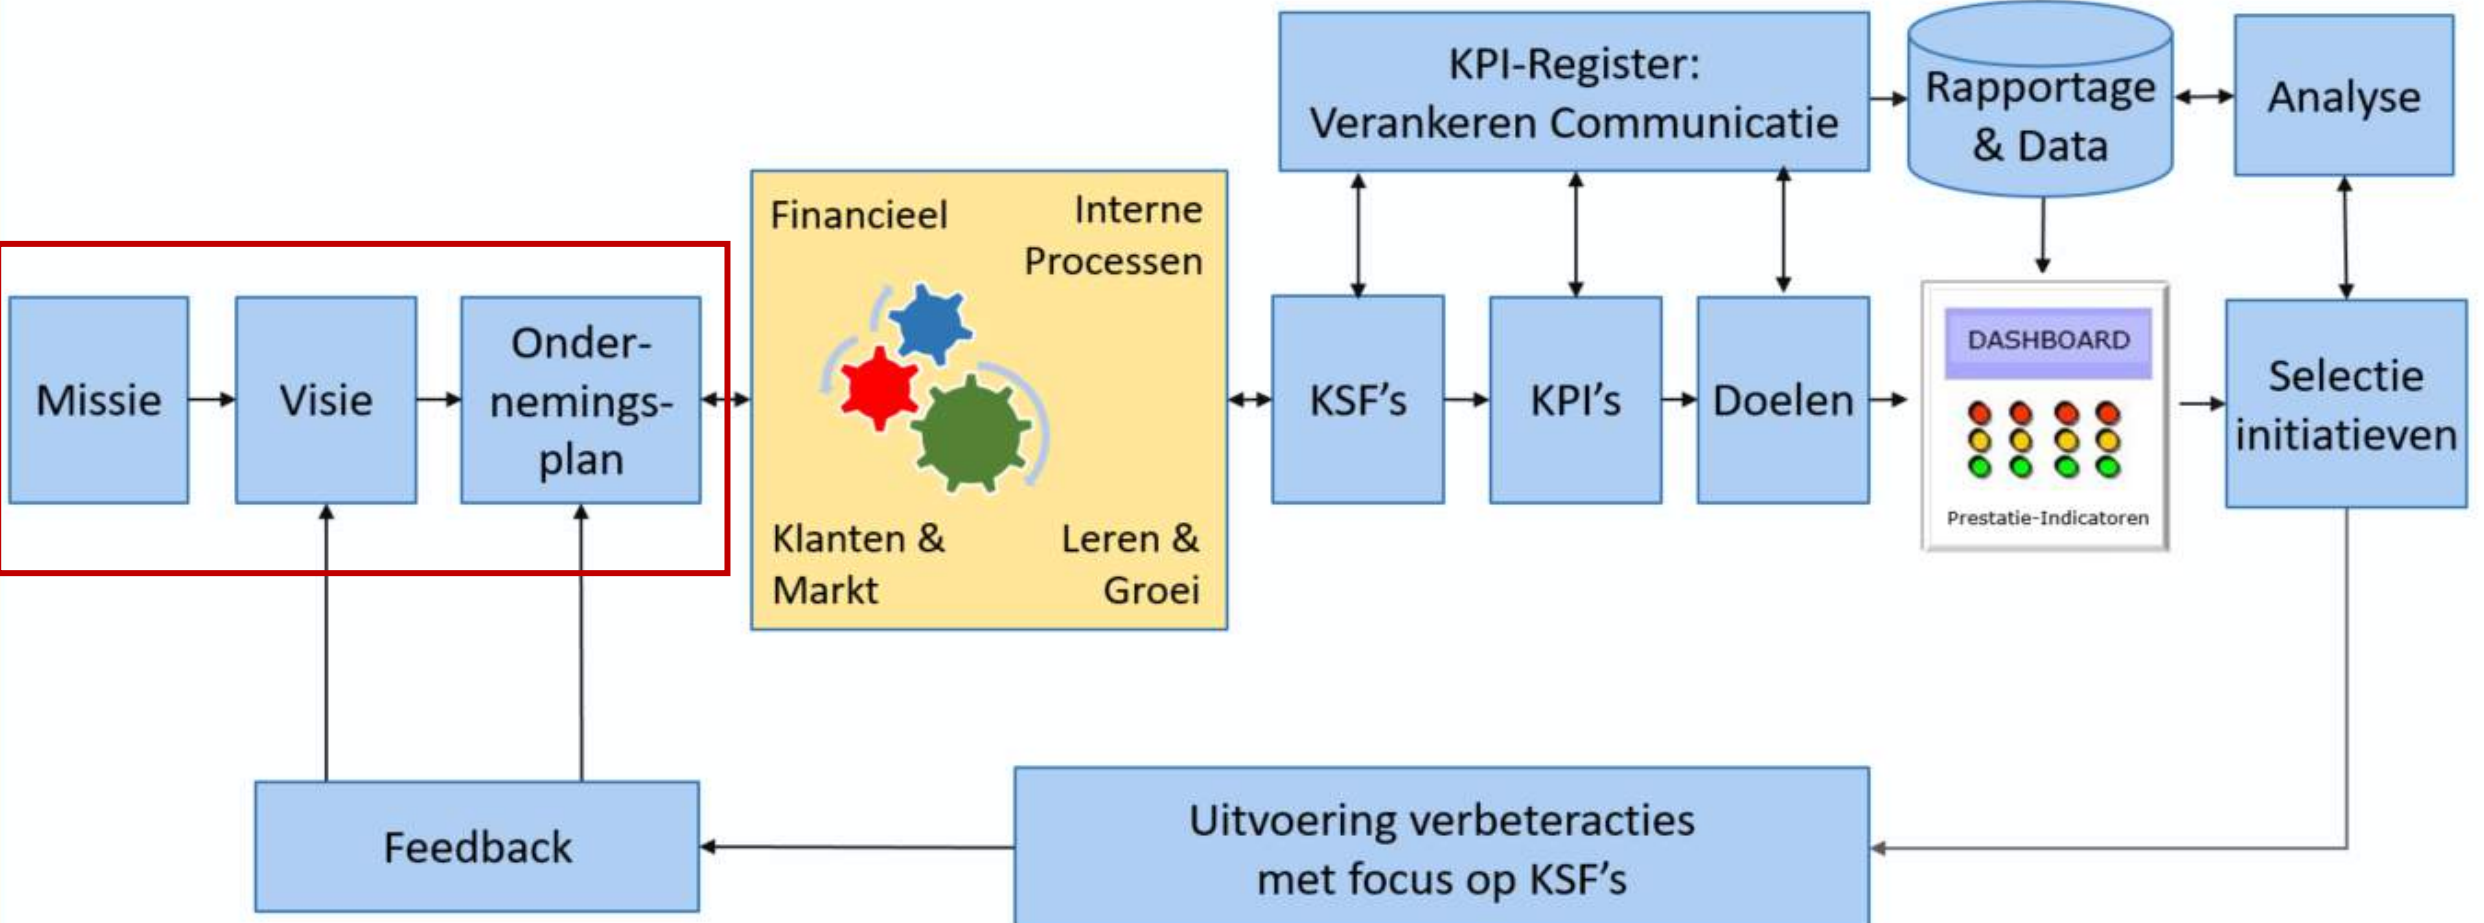 KPI-Register:
Verankeren Communicatie
Rapportage
& Data
Analyse
Missie
Visie
Onder-
nemings-
plan
Financieel
Interne
Processen
Klanten &
Markt
Leren &
Groei
KSF's
KPI's
Doelen
DASHBOARD
Prestatie-Indicatoren
Selectie
initiatieven
Feedback
Uitvoering verbeteracties
met focus op KSF's